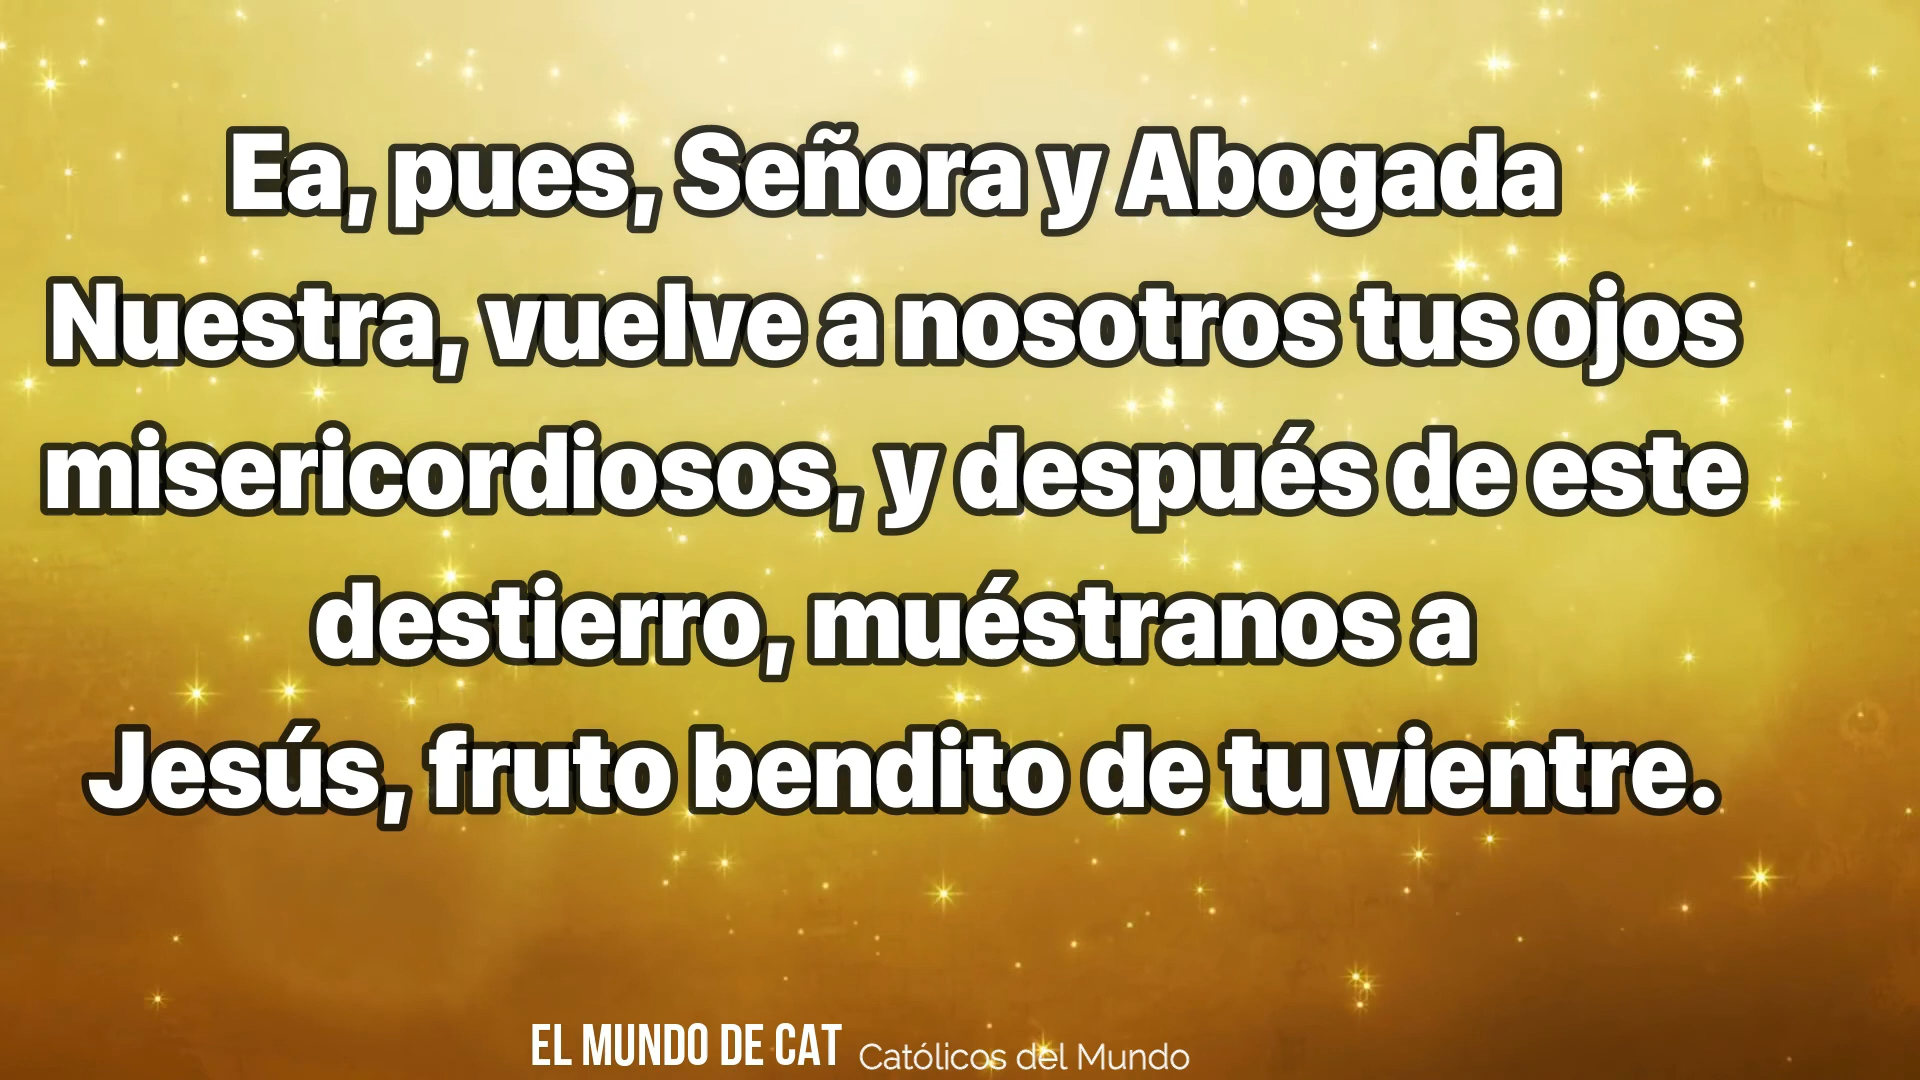 Ea, pues, Señora y Abogada
Nuestra, vuelve a nosotros tus ojos
misericordiosos, y después de este
destierro, muéstranos a
Jesús, fruto bendito de tu vientre.
EL MUNDO DE CAT Católicos del Mundo